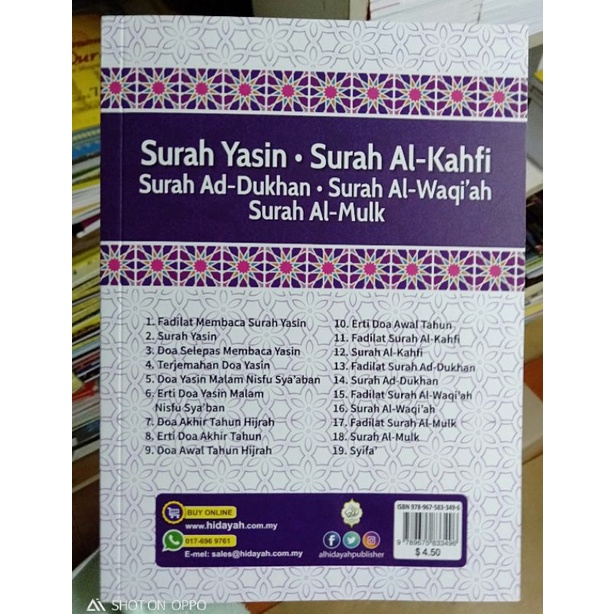 Surah Yasin • Surah Al-Kahfi
Surah Ad-Dukhan • Surah Al-Waqi'ah
Surah Al-Mulk
1. Fadilat Membaca Surah Yasin
2. Surah Yasin
3. Doa Selepas Membaca Yasin
4. Terjemahan Doa Yasin
5. Doa Yasin Malam Nisfu Sya'aban
6. Erti Doa Yasin Malam
Nisfu Sya'ban
7. Doa Akhir Tahun Hijrah
8. Erti Doa Akhir Tahun
9. Doa Awal Tahun Hijrah
10. Erti Doa Awal Tahun
11. Fadilat Surah Al-Kahfi
12. Surah Al-Kahfi
13. Fadilat Surah Ad-Dukhan
14. Surah Ad-Dukhan
15. Fadilat Surah Al-Waqi'ah
16. Surah Al-Waqi'ah
17. Fadilat Surah Al-Mulk
18. Surah Al-Mulk
19. Syifa'
BUY ONLINE
www.hidayah.com.my
017-696 9761
E-mel: sales@hidayah.com.my
alhidayahpublisher
ISBN 978-967-583-349-6
9 789675 833496
$ 4.50
SHOT ON OPPO